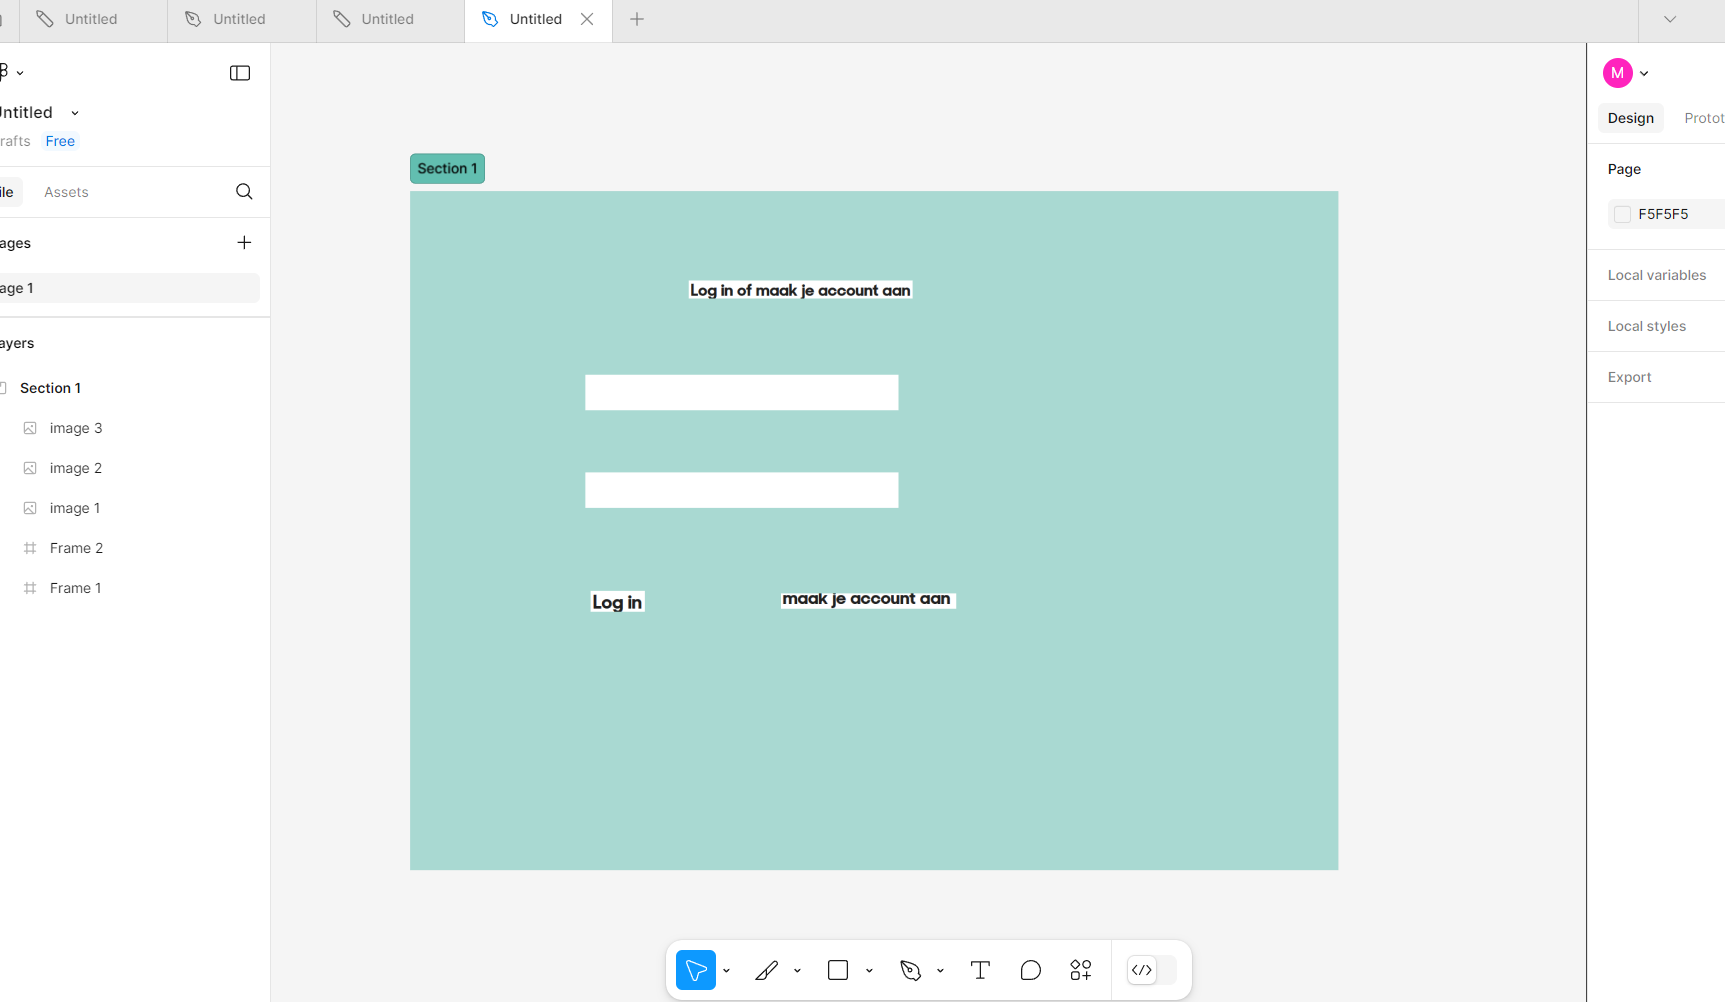 Untitled
Untitled
Untitled
Untitled
Untitled
rafts Free
ile Assets
ages
age 1
ayers
Section 1
image 3
image 2
image 1
Frame 2
Frame 1
Section 1
Log in of maak je account aan
Log in
maak je account aan
M
Design Protot
Page
F5F5F5
Local variables
Local styles
Export